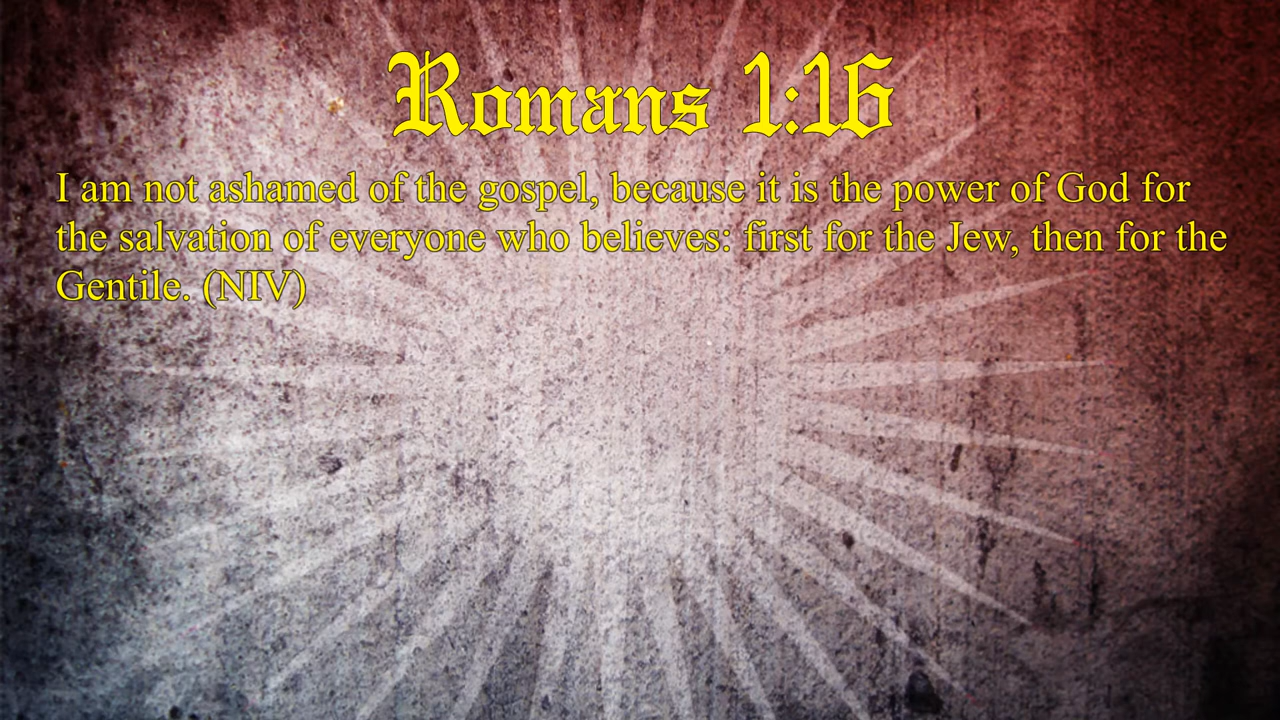 Romans 1:16
I am not ashamed of the gospel, because it is the power of God for
the salvation of everyone who believes: first for the Jew, then for the
Gentile. (NIV)